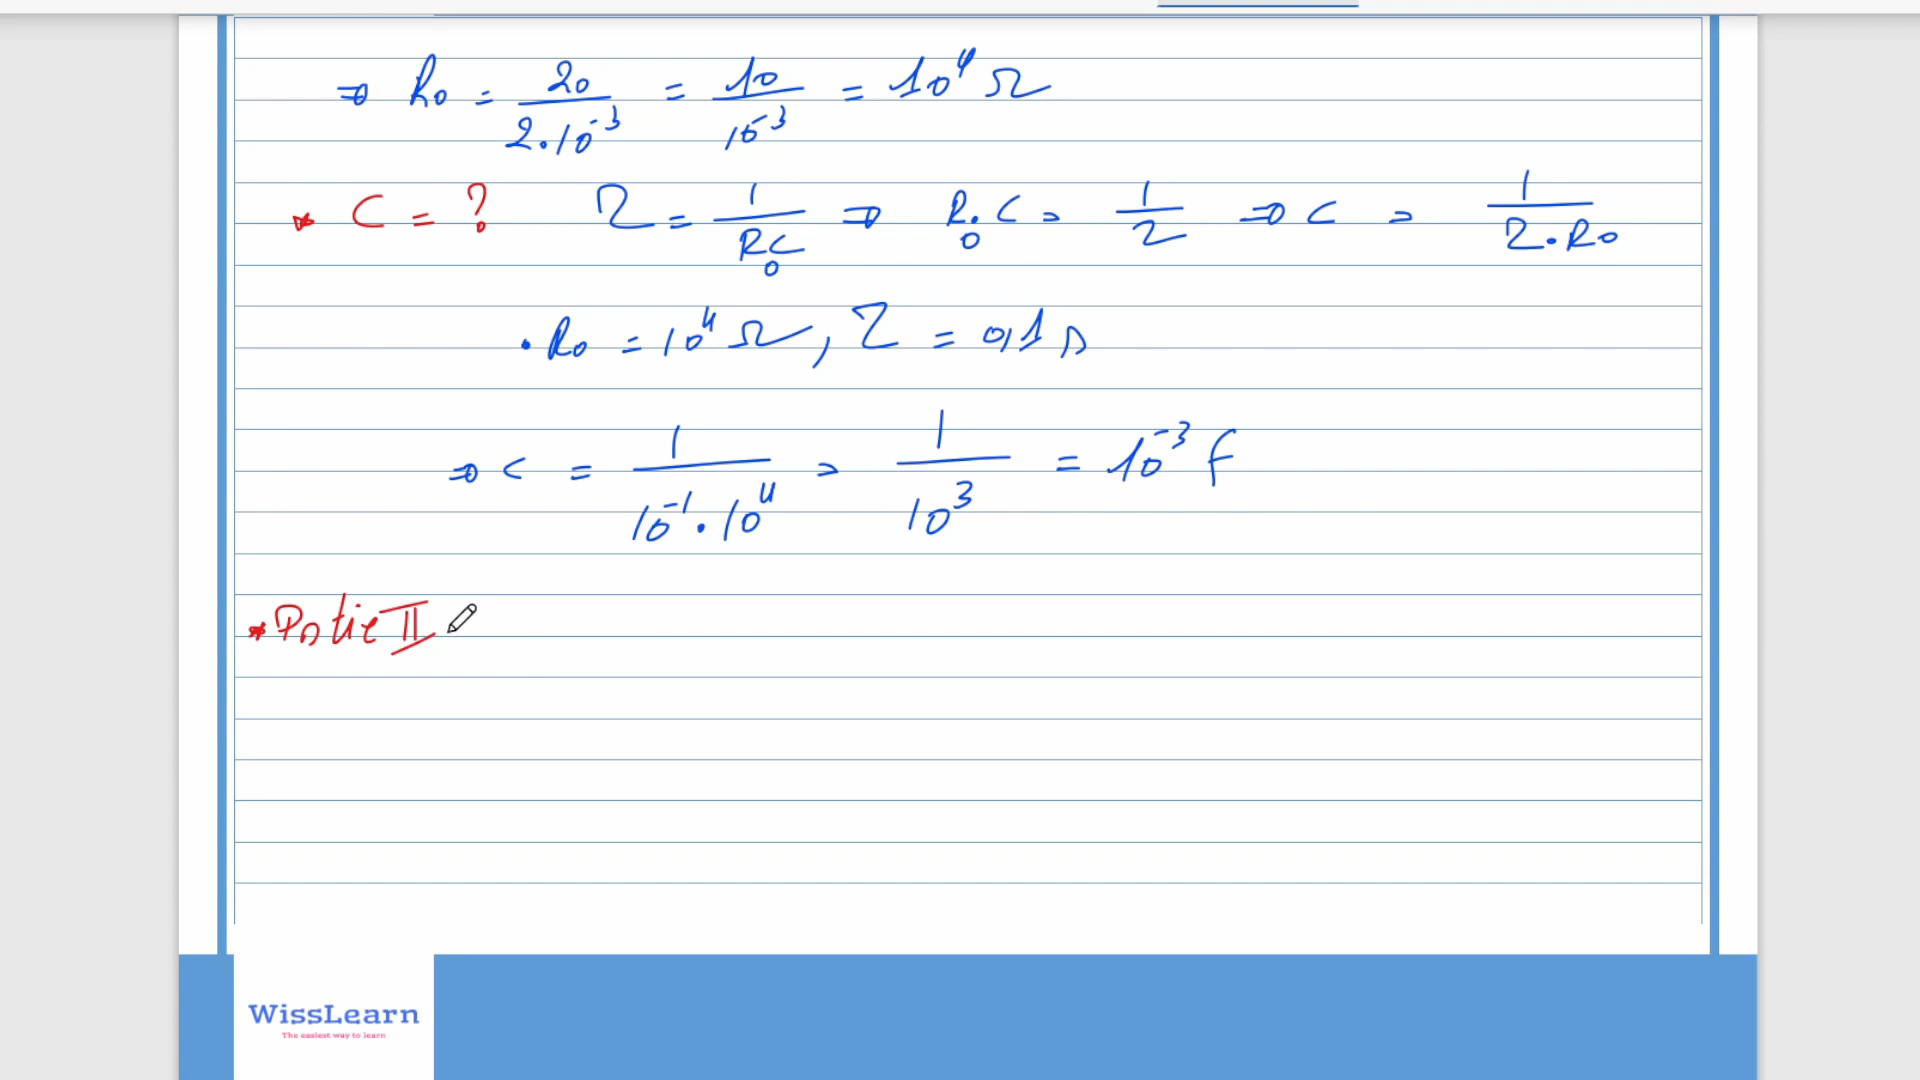 ⇒ R₀ = 20 / 2.10⁻³ = 10 / 10⁻³ = 10⁴ Ω
* C = ? τ = 1 / R₀C ⇒ R₀.C = 1 / τ ⇒ C = 1 / τ.R₀
• R₀ = 10⁴ Ω, τ = 0,1 s
⇒ C = 1 / 10⁻¹.10⁴ = 1 / 10³ = 10⁻³ F
* Partie II
WissLearn
The easiest way to learn